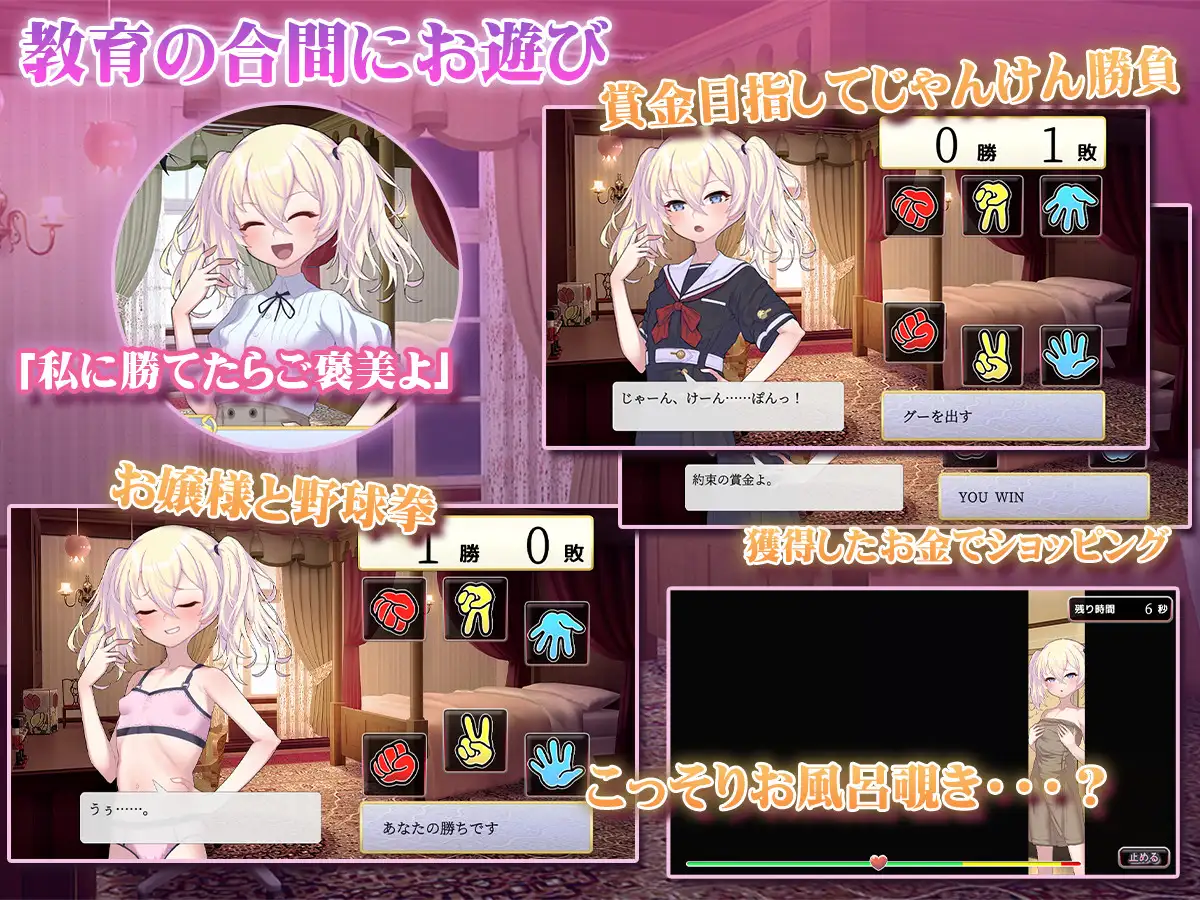 教育の合間にお遊び
賞金目指してじゃんけん勝負
0 勝 1 敗
「私に勝てたらご褒美よ」
じゃーん、けーん……ぽんっ！
グーを出す
約束の賞金よ。
YOU WIN
お嬢様と野球拳
1 勝 0 敗
獲得したお金でショッピング
残り時間 6 秒
うぅ……。
あなたの勝ちです
こっそりお風呂覗き・・・？
止める